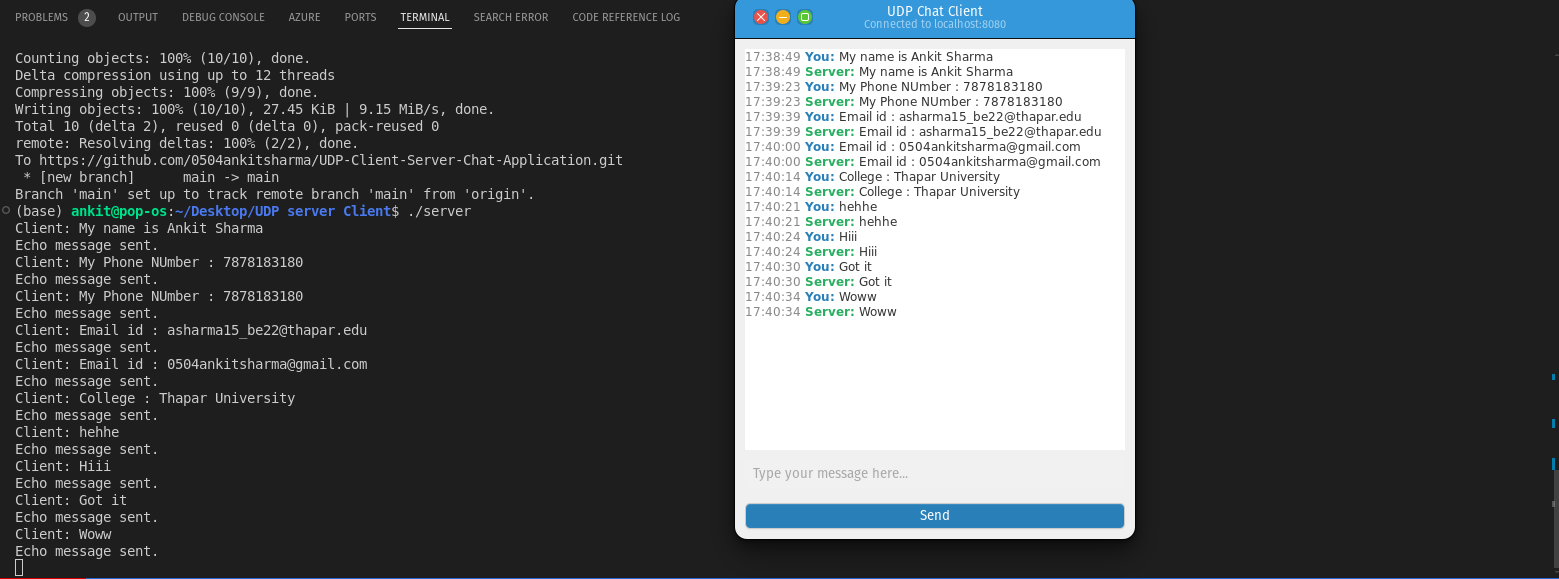 PROBLEMS 2 OUTPUT DEBUG CONSOLE AZURE PORTS TERMINAL SEARCH ERROR CODE REFERENCE LOG
Counting objects: 100% (10/10), done.
Delta compression using up to 12 threads
Compressing objects: 100% (9/9), done.
Writing objects: 100% (10/10), 27.45 KiB | 9.15 MiB/s, done.
Total 10 (delta 2), reused 0 (delta 0), pack-reused 0
remote: Resolving deltas: 100% (2/2), done.
To https://github.com/0504ankitsharma/UDP-Client-Server-Chat-Application.git
 * [new branch]      main -> main
Branch 'main' set up to track remote branch 'main' from 'origin'.
(base) ankit@pop-os:~/Desktop/UDP server Client$ ./server
Client: My name is Ankit Sharma
Echo message sent.
Client: My Phone NUmber : 7878183180
Echo message sent.
Client: My Phone NUmber : 7878183180
Echo message sent.
Client: Email id : asharma15_be22@thapar.edu
Echo message sent.
Client: Email id : 0504ankitsharma@gmail.com
Echo message sent.
Client: College : Thapar University
Echo message sent.
Client: hehhe
Echo message sent.
Client: Hiii
Echo message sent.
Client: Got it
Echo message sent.
Client: Woww
Echo message sent.
UDP Chat Client
Connected to localhost:8080
17:38:49 You: My name is Ankit Sharma
17:38:49 Server: My name is Ankit Sharma
17:39:23 You: My Phone NUmber : 7878183180
17:39:23 Server: My Phone NUmber : 7878183180
17:39:39 You: Email id : asharma15_be22@thapar.edu
17:39:39 Server: Email id : asharma15_be22@thapar.edu
17:40:00 You: Email id : 0504ankitsharma@gmail.com
17:40:00 Server: Email id : 0504ankitsharma@gmail.com
17:40:14 You: College : Thapar University
17:40:14 Server: College : Thapar University
17:40:21 You: hehhe
17:40:21 Server: hehhe
17:40:24 You: Hiii
17:40:24 Server: Hiii
17:40:30 You: Got it
17:40:30 Server: Got it
17:40:34 You: Woww
17:40:34 Server: Woww
Type your message here...
Send